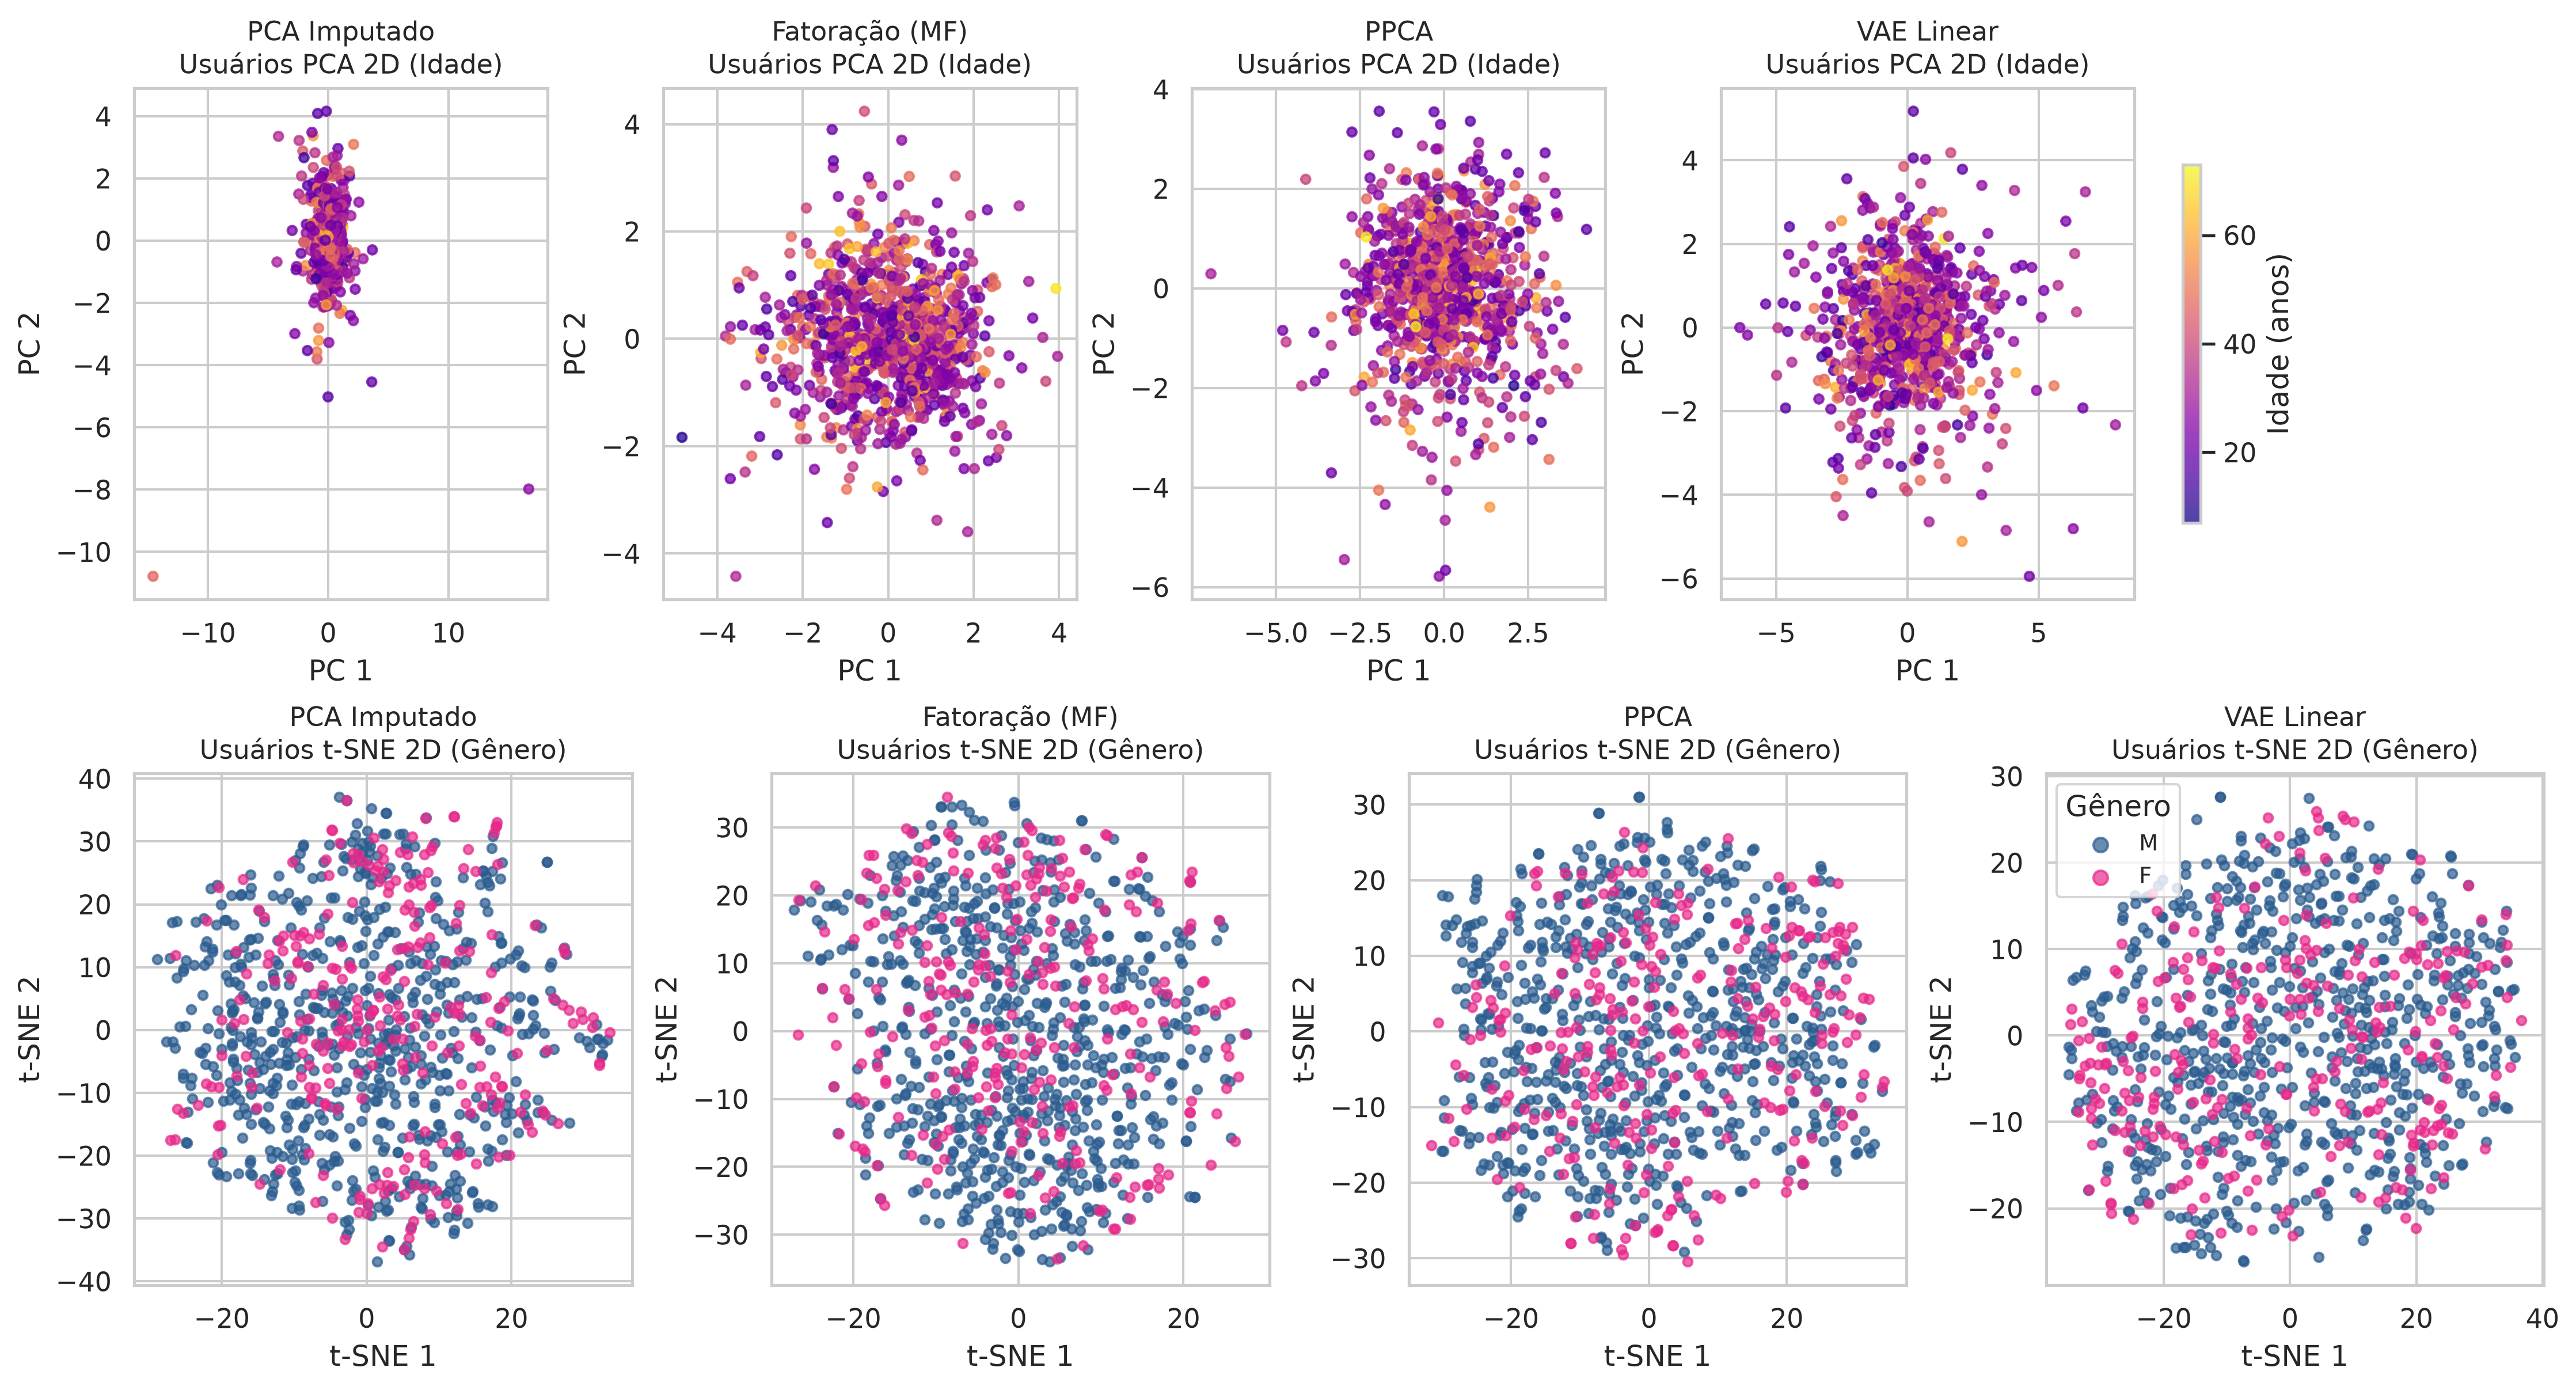 PCA Imputado
Usuários PCA 2D (Idade)
4
2
0
−2
−4
−6
−8
−10
PC 2
−10
0
10
PC 1
Fatoração (MF)
Usuários PCA 2D (Idade)
4
2
0
−2
−4
PC 2
−4
−2
0
2
4
PC 1
PPCA
Usuários PCA 2D (Idade)
4
2
0
−2
−4
−6
PC 2
−5.0
−2.5
0.0
2.5
PC 1
VAE Linear
Usuários PCA 2D (Idade)
4
2
0
−2
−4
−6
PC 2
−5
0
5
PC 1
60
40
20
Idade (anos)
PCA Imputado
Usuários t-SNE 2D (Gênero)
40
30
20
10
0
−10
−20
−30
−40
t-SNE 2
−20
0
20
t-SNE 1
Fatoração (MF)
Usuários t-SNE 2D (Gênero)
30
20
10
0
−10
−20
−30
t-SNE 2
−20
0
20
t-SNE 1
PPCA
Usuários t-SNE 2D (Gênero)
30
20
10
0
−10
−20
−30
t-SNE 2
−20
0
20
t-SNE 1
VAE Linear
Usuários t-SNE 2D (Gênero)
Gênero
M
F
30
20
10
0
−10
−20
t-SNE 2
−20
0
20
40
t-SNE 1